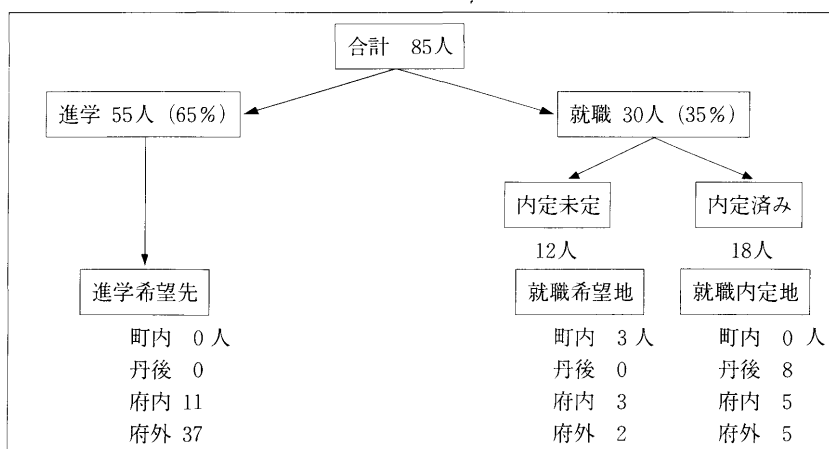 合計 85人
進学 55人 (65%)
就職 30人 (35%)
内定未定
内定済み
12人
18人
進学希望先
就職希望地
就職内定地
町内 0人
丹後 0
府内 11
府外 37
町内 3人
丹後 0
府内 3
府外 2
町内 0人
丹後 8
府内 5
府外 5